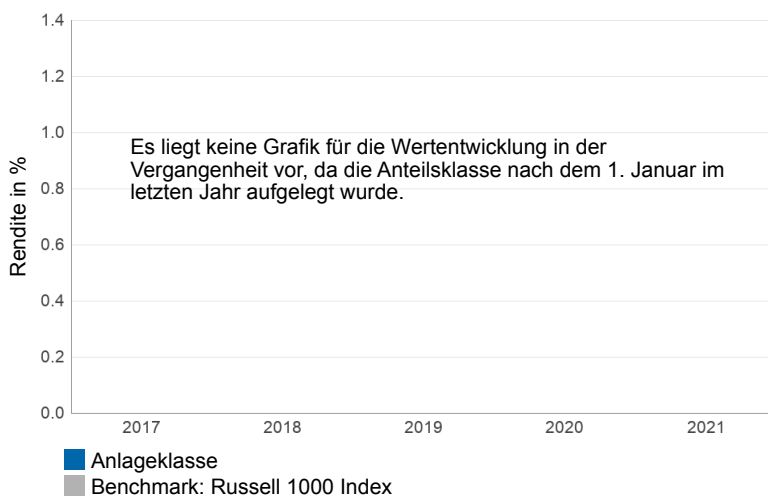 1.4
1.2
1.0
0.8
0.6
0.4
0.2
0.0
Rendite in %
Es liegt keine Grafik für die Wertentwicklung in der
Vergangenheit vor, da die Anteilsklasse nach dem 1. Januar im
letzten Jahr aufgelegt wurde.
2017 2018 2019 2020 2021
Anlageklasse
Benchmark: Russell 1000 Index